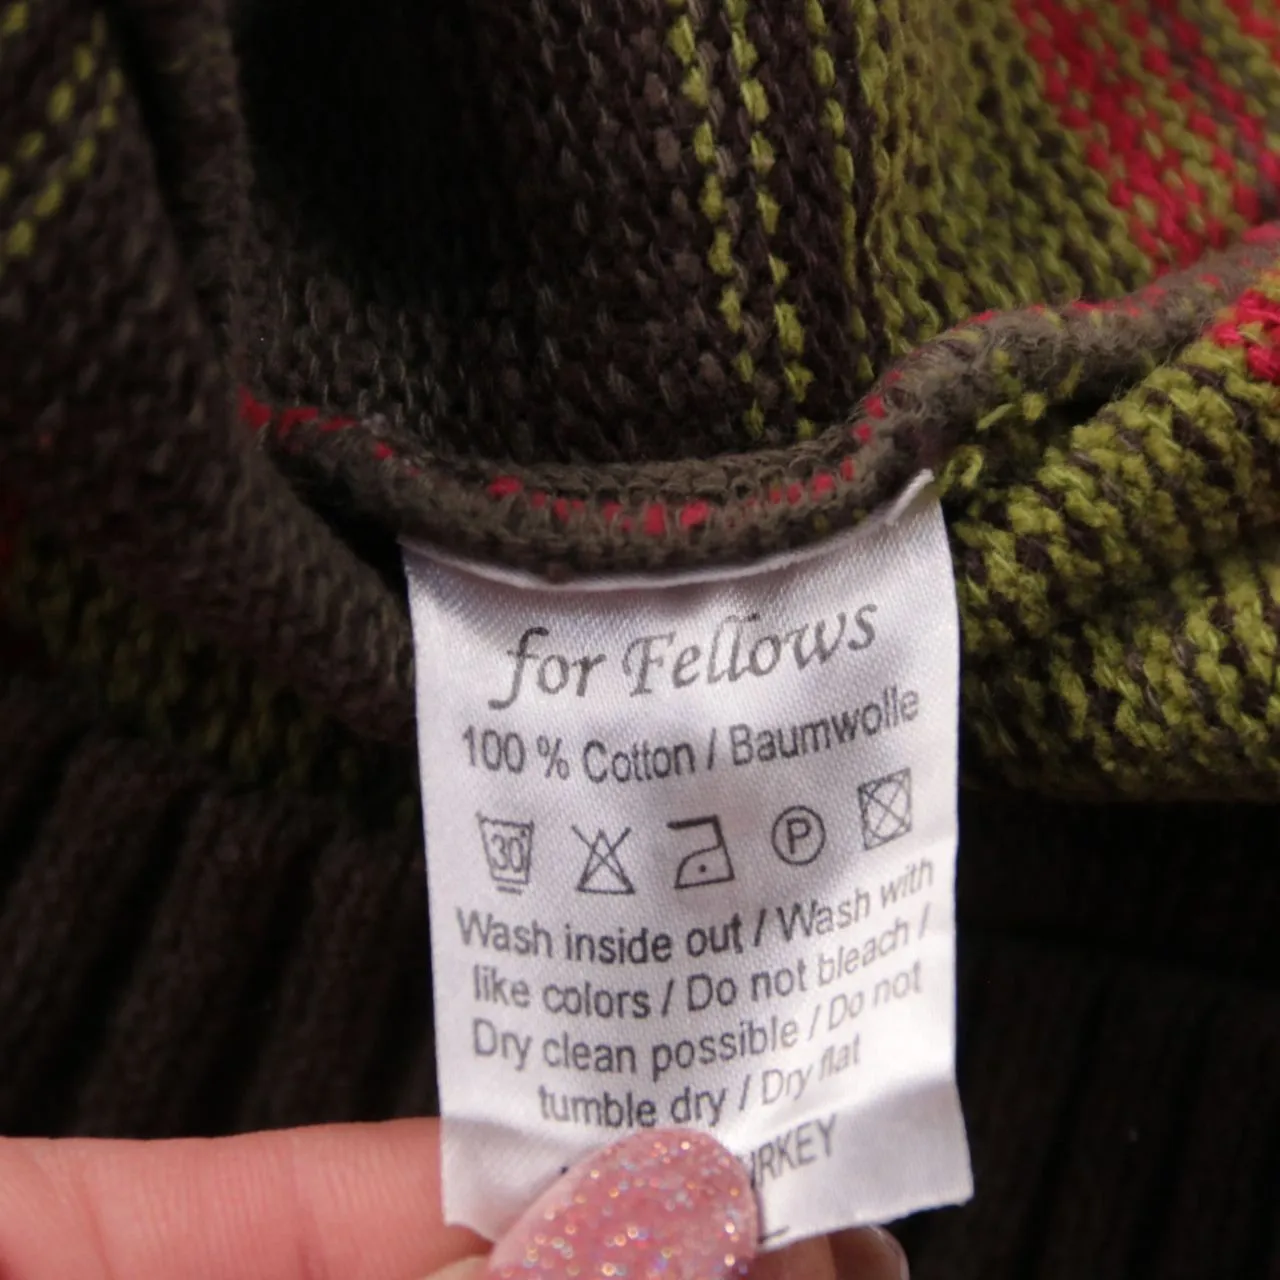 for Fellows
100 % Cotton / Baumwolle
30 P
Wash inside out / Wash with
like colors / Do not bleach /
Dry clean possible / Do not
tumble dry / Dry flat